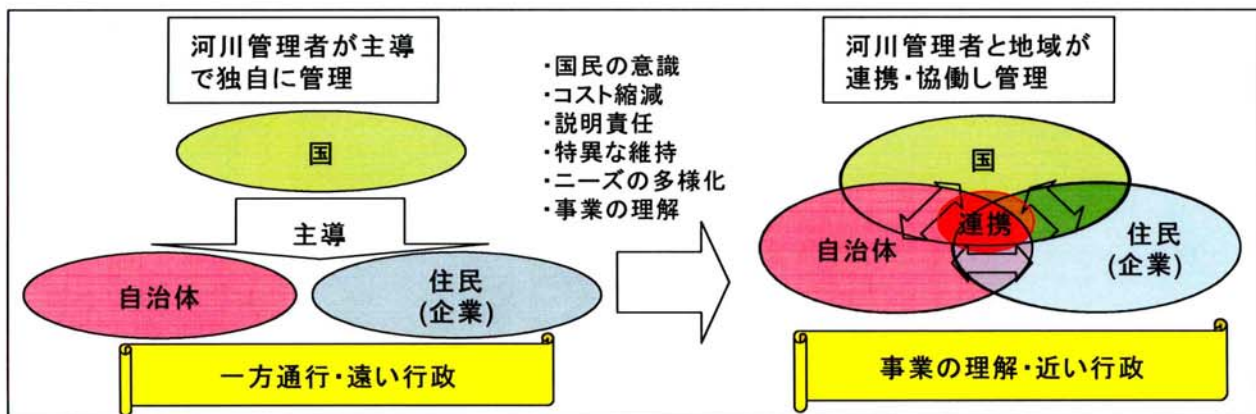 河川管理者が主導
で独自に管理
国
主導
自治体
住民
(企業)
一方通行・遠い行政
・国民の意識
・コスト縮減
・説明責任
・特異な維持
・ニーズの多様化
・事業の理解
河川管理者と地域が
連携・協働し管理
国
連携
自治体
住民
(企業)
事業の理解・近い行政